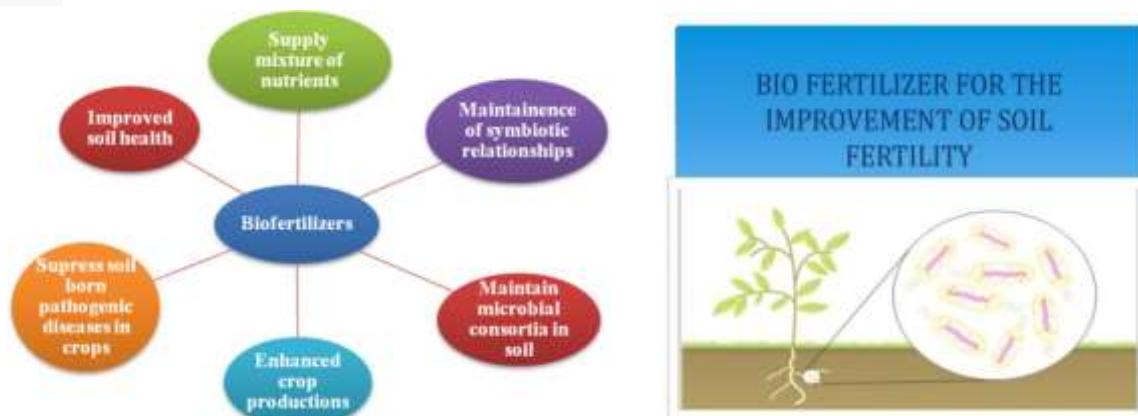 Supply
mixture of
nutrients
Improved
soil health
Maintainence
of symbiotic
relationships
Biofertilizers
Supress soil
born
pathogenic
diseases in
crops
Maintain
microbial
consortia in
soil
Enhanced
crop
productions
BIO FERTILIZER FOR THE
IMPROVEMENT OF SOIL
FERTILITY